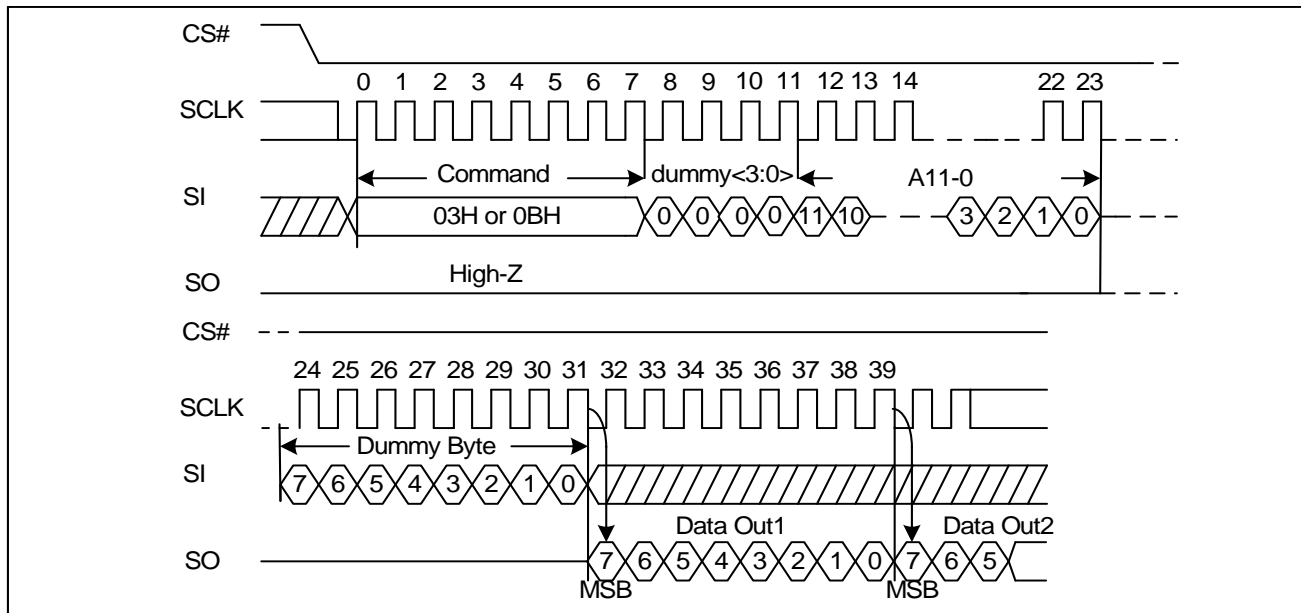 CS#
0 1 2 3 4 5 6 7 8 9 10 11 12 13 14 22 23
SCLK
Command dummy<3:0> A11-0
SI
03H or 0BH 0 0 0 0 11 10 3 2 1 0
High-Z
SO
CS#
24 25 26 27 28 29 30 31 32 33 34 35 36 37 38 39
SCLK
Dummy Byte
SI 7 6 5 4 3 2 1 0
Data Out1 Data Out2
SO 7 6 5 4 3 2 1 0 7 6 5
MSB MSB